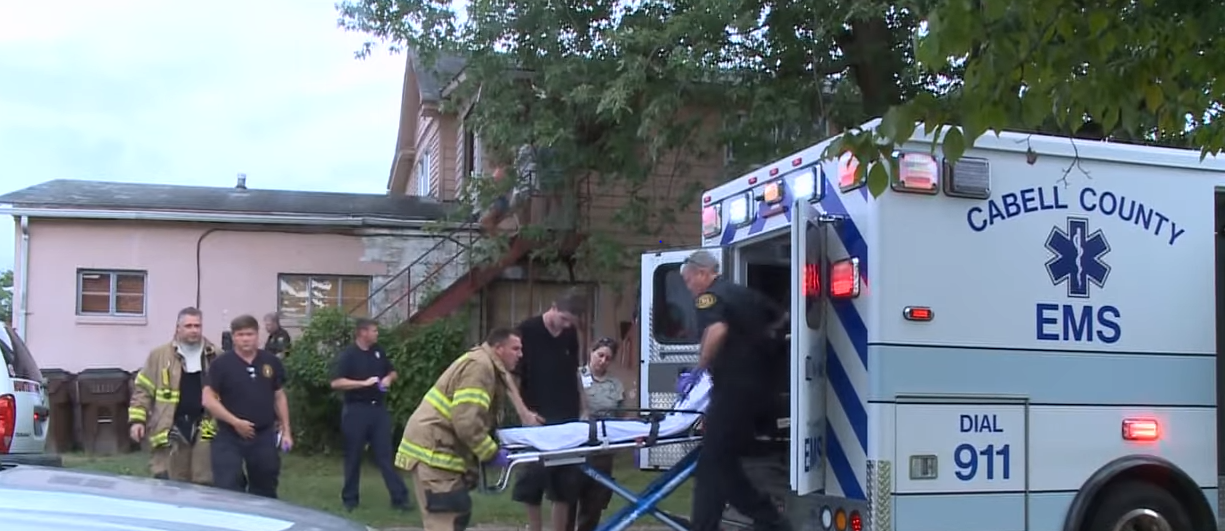 CABELL COUNTY
EMS
DIAL
911